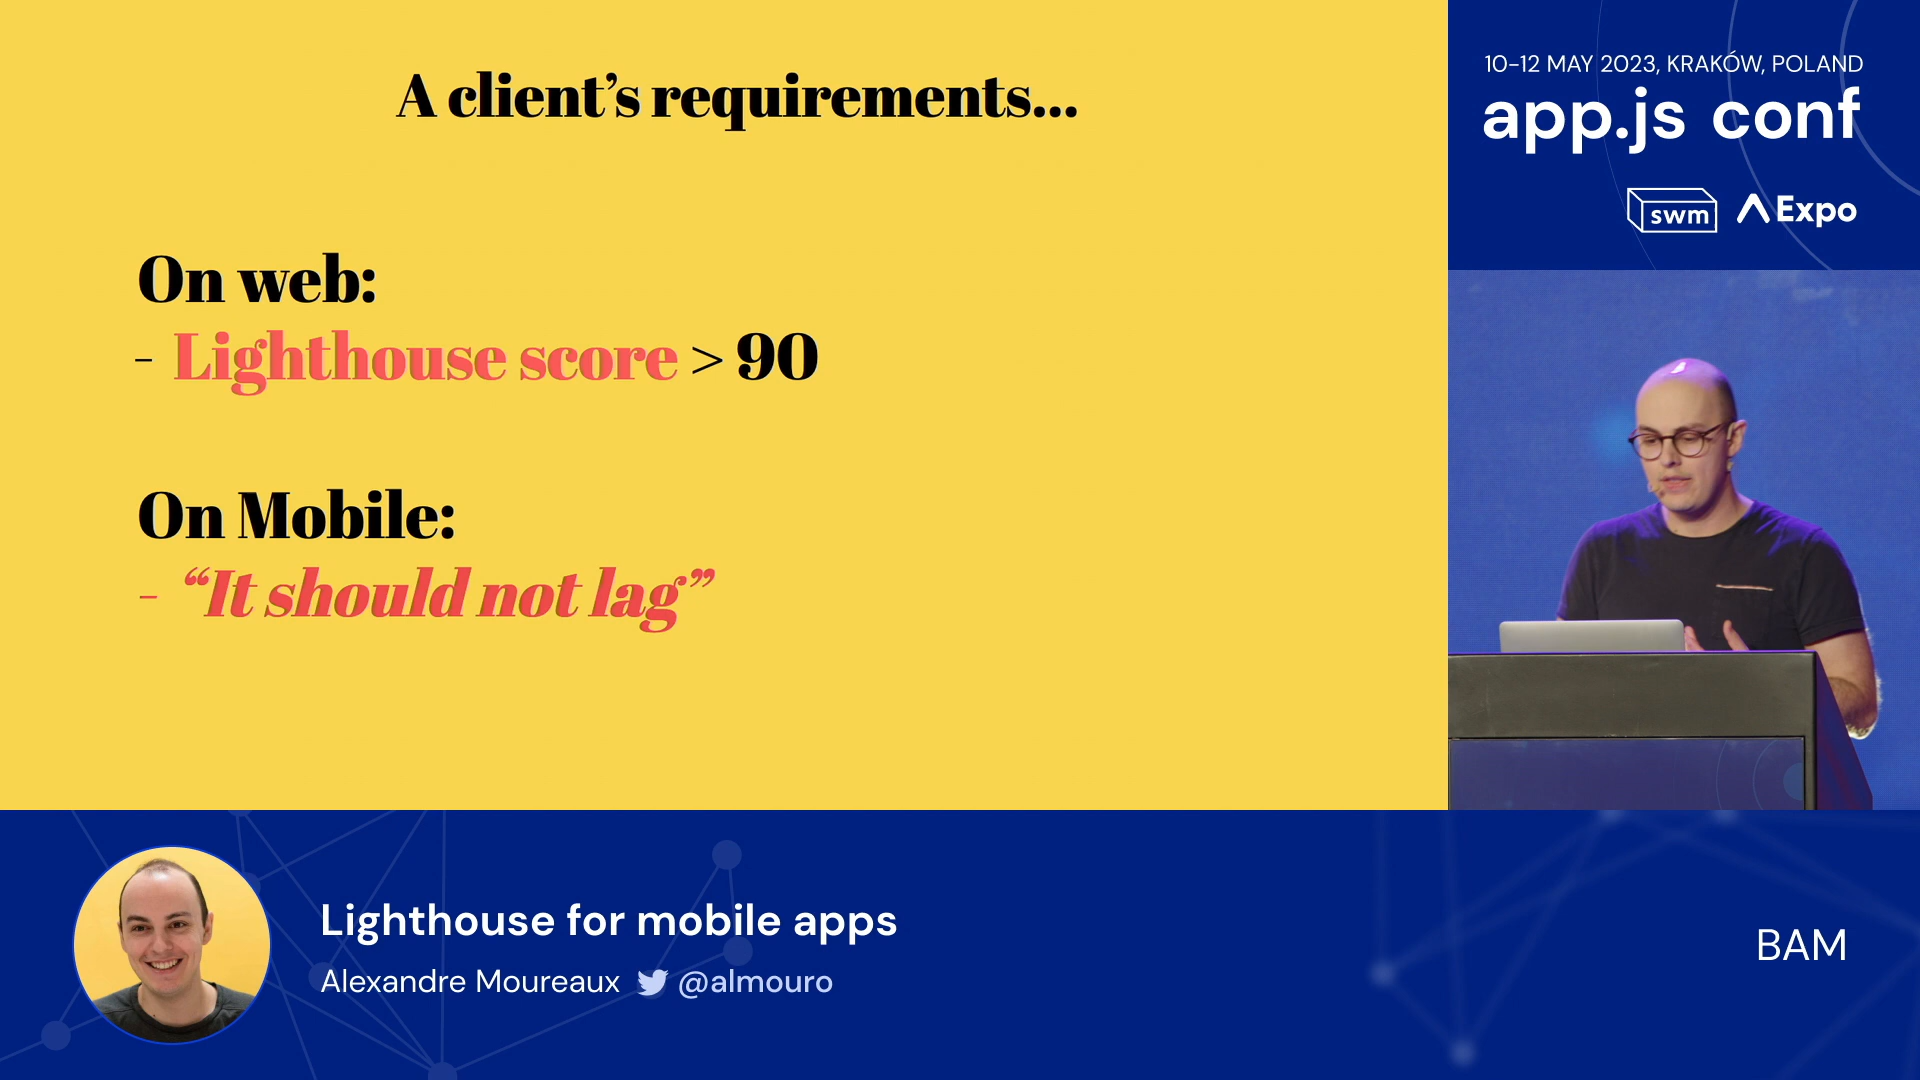 A client’s requirements...
On web:
- Lighthouse score > 90
On Mobile:
- “It should not lag”
10-12 MAY 2023, KRAKÓW, POLAND
app.js conf
swm Expo
Lighthouse for mobile apps
Alexandre Moureaux @almouro
BAM